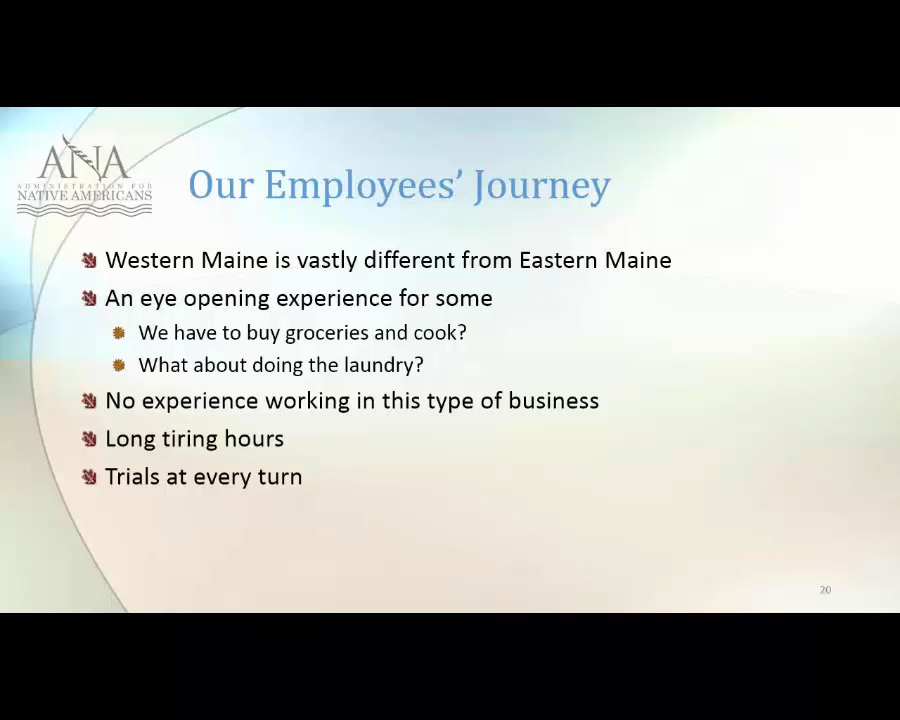 ANA
ADMINISTRATION FOR
NATIVE AMERICANS
Our Employees’ Journey
Western Maine is vastly different from Eastern Maine
An eye opening experience for some
We have to buy groceries and cook?
What about doing the laundry?
No experience working in this type of business
Long tiring hours
Trials at every turn
20